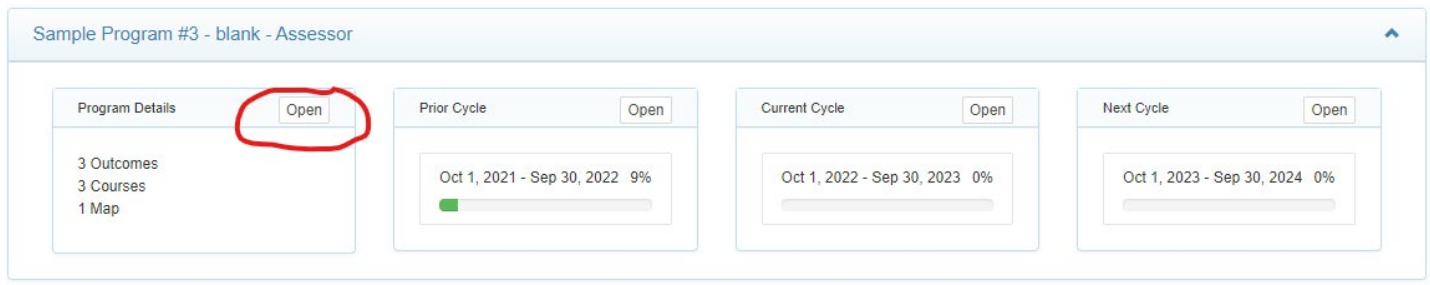 Sample Program #3 - blank - Assessor
Program Details Open
3 Outcomes
3 Courses
1 Map
Prior Cycle Open
Oct 1, 2021 - Sep 30, 2022 9%
Current Cycle Open
Oct 1, 2022 - Sep 30, 2023 0%
Next Cycle Open
Oct 1, 2023 - Sep 30, 2024 0%